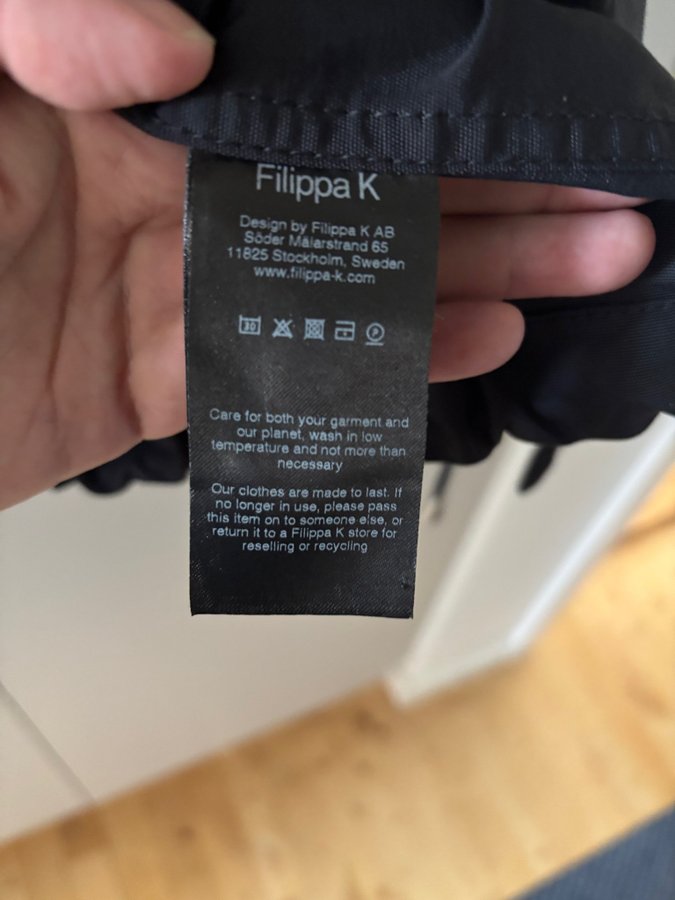 Filippa K
Design by Filippa K AB
Söder Mälarstrand 65
11825 Stockholm, Sweden
www.filippa-k.com
30
P
Care for both your garment and
our planet, wash in low
temperature and not more than
necessary
Our clothes are made to last. If
no longer in use, please pass
this item on to someone else, or
return it to a Filippa K store for
reselling or recycling